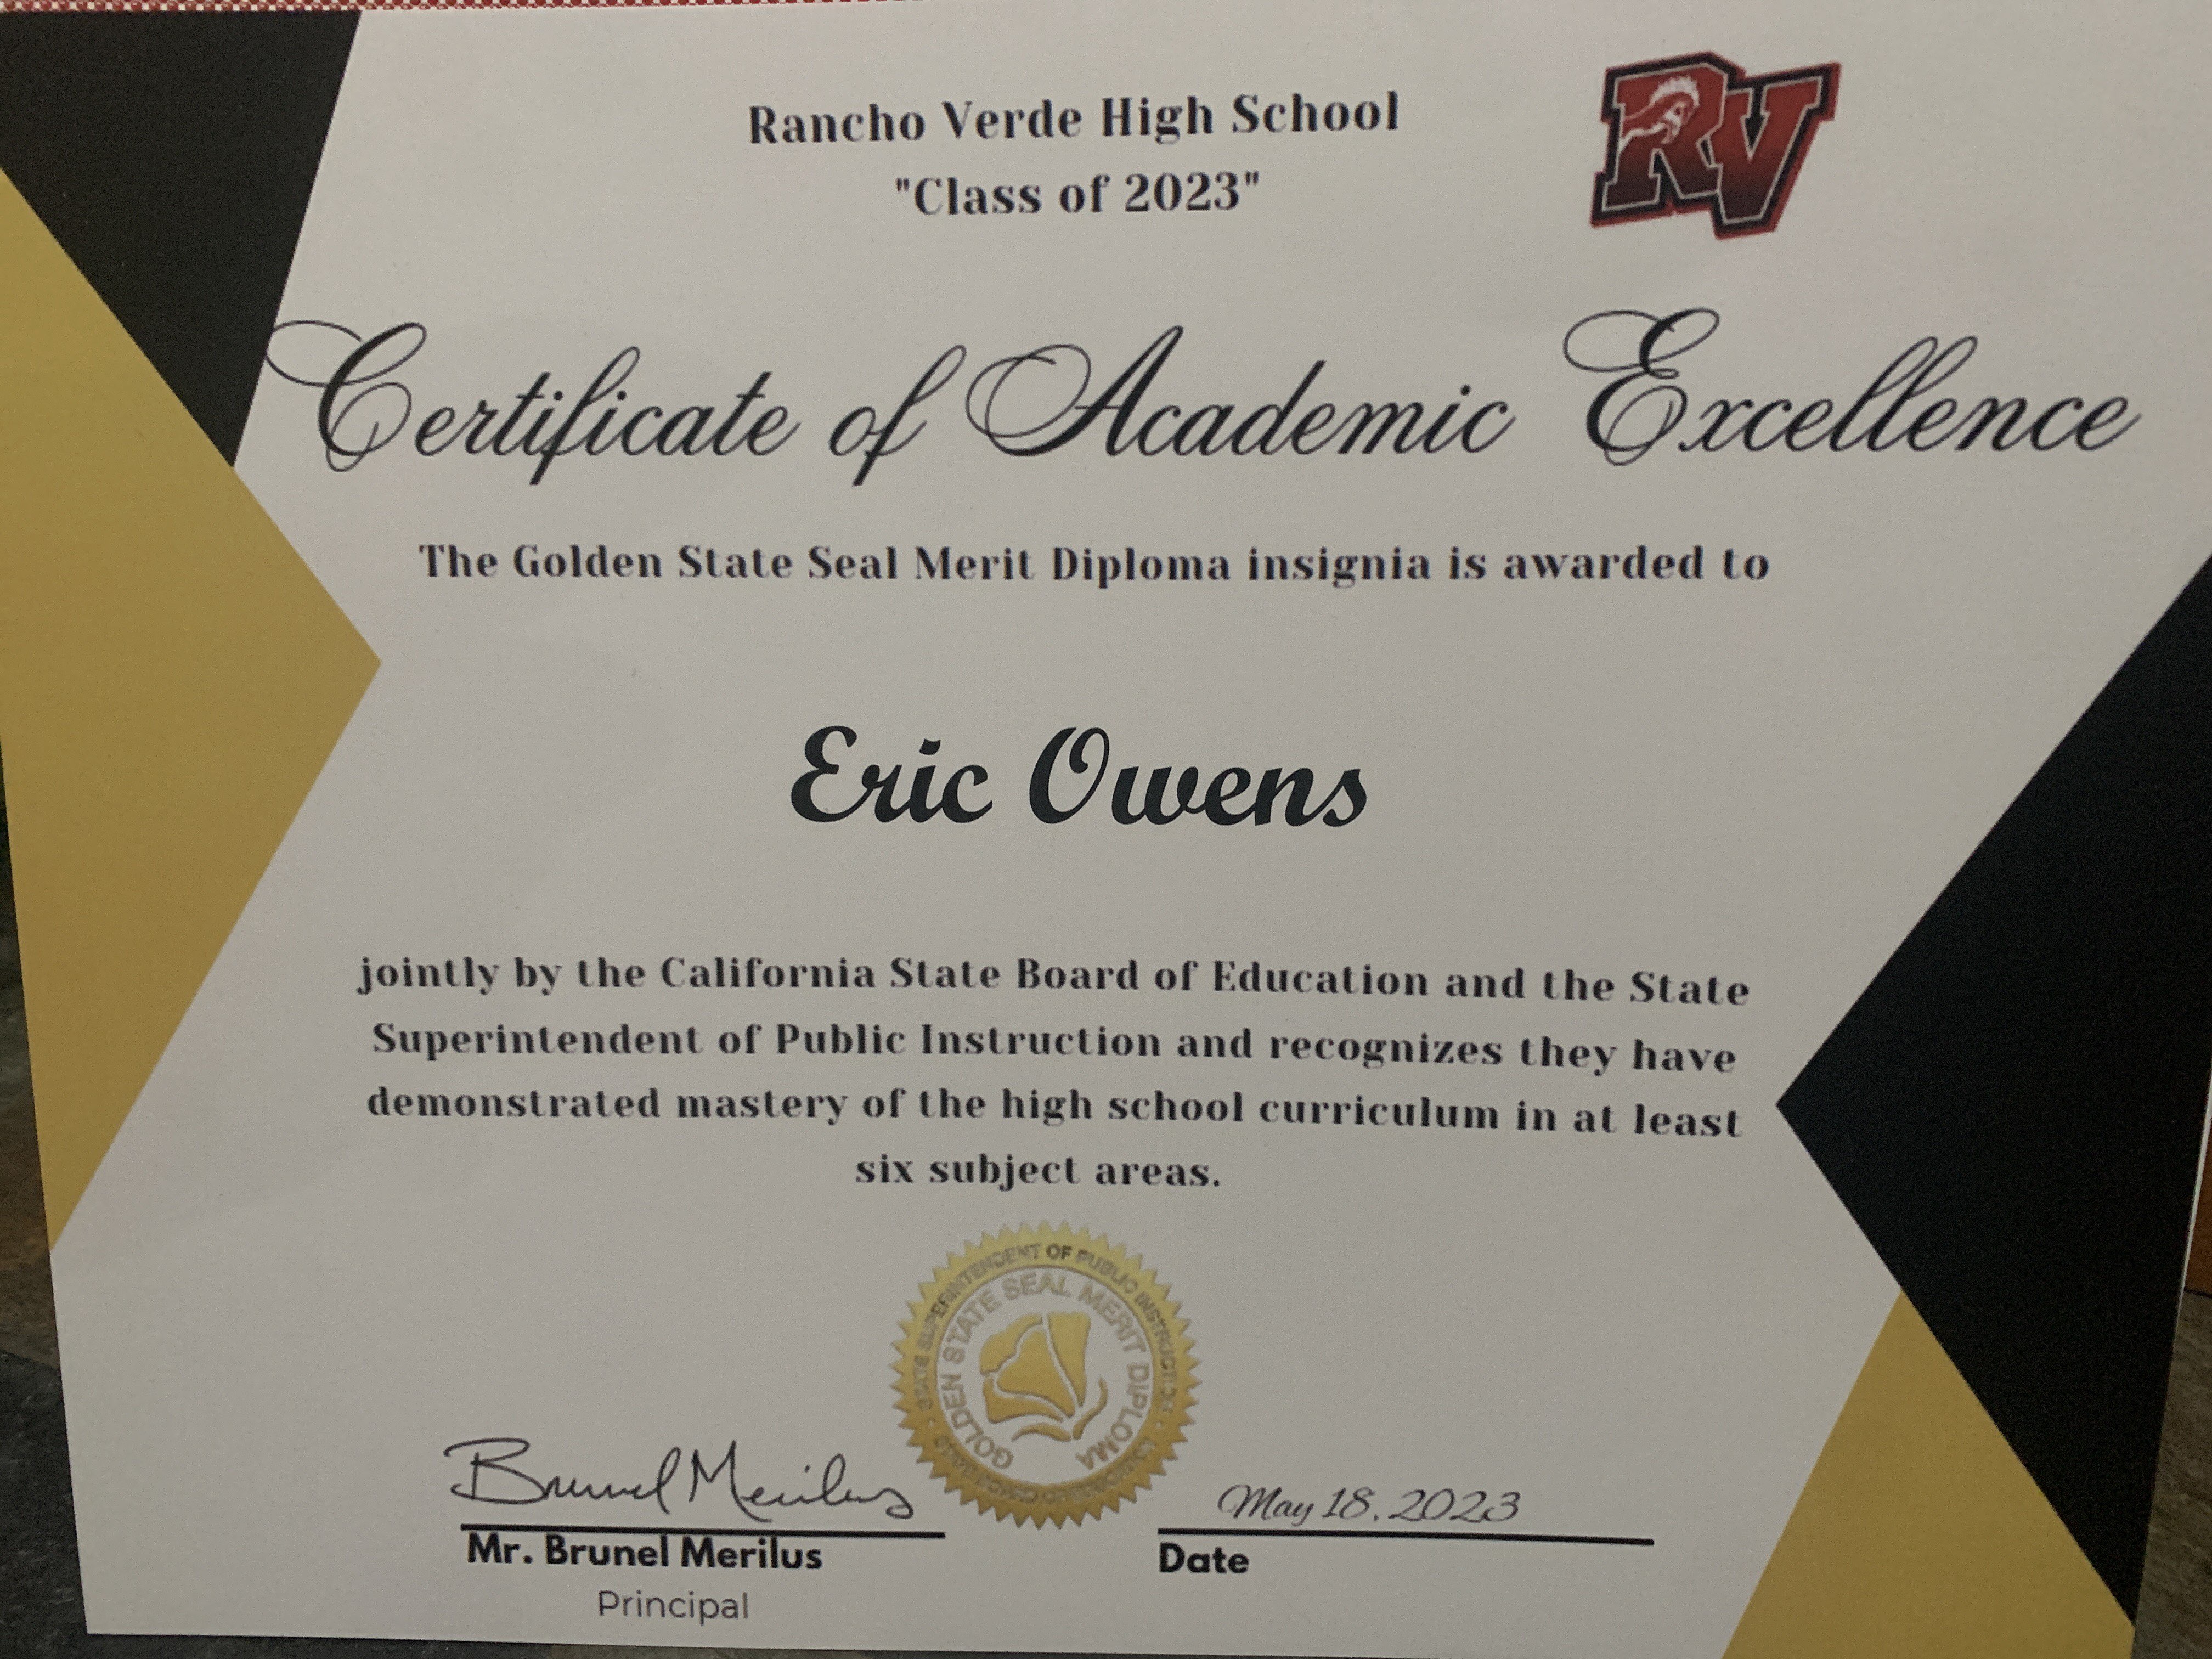 Rancho Verde High School
"Class of 2023"
RV
Certificate of Academic Excellence
The Golden State Seal Merit Diploma insignia is awarded to
Eric Owens
jointly by the California State Board of Education and the State
Superintendent of Public Instruction and recognizes they have
demonstrated mastery of the high school curriculum in at least
six subject areas.
STATE SUPERINTENDENT OF PUBLIC INSTRUCTION
GOLDEN STATE SEAL MERIT DIPLOMA
Brunel Merilus
May 18, 2023
Mr. Brunel Merilus
Date
Principal